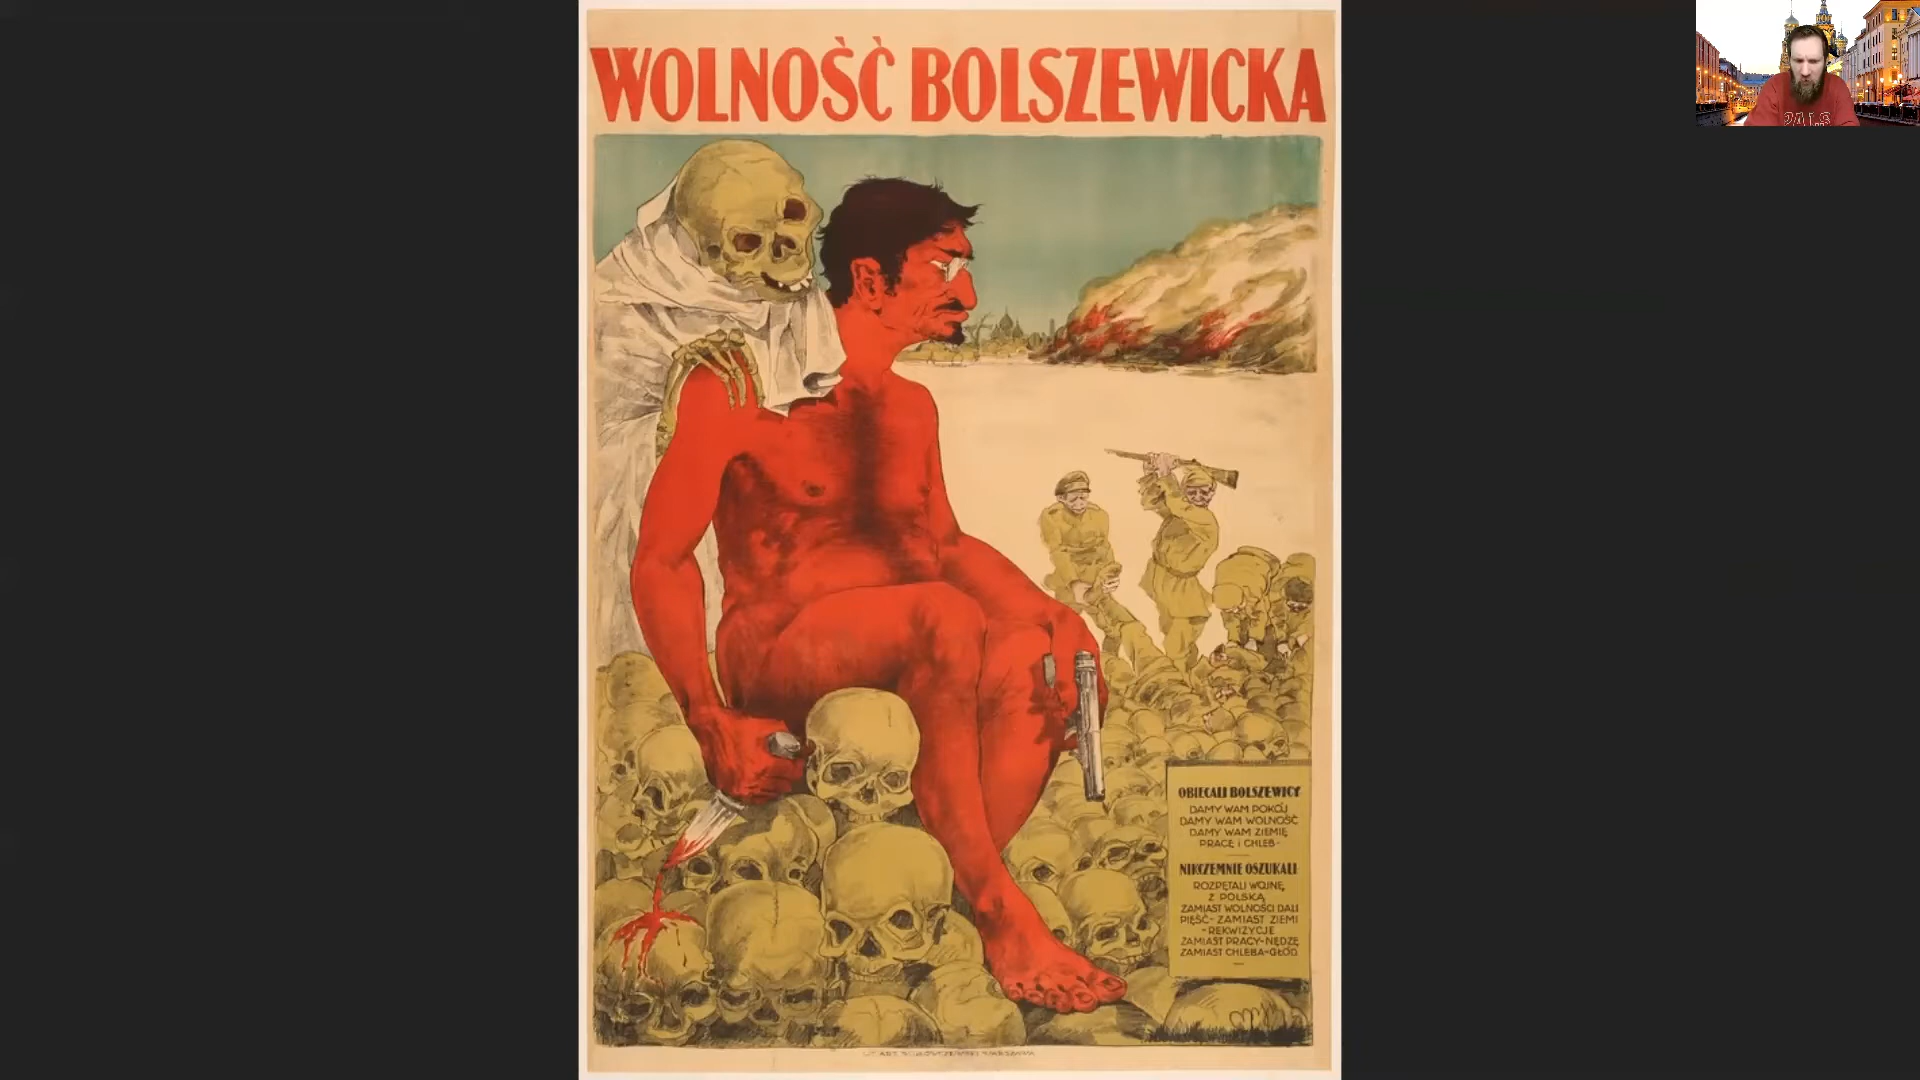 WOLNOŚĆ BOLSZEWICKA
OBIECALI BOLSZEWICY
DAMY WAM POKÓJ
DAMY WAM WOLNOŚĆ
DAMY WAM ZIEMIĘ
PRACĘ i CHLEB-
NIKCZEMNIE OSZUKALI
ROZPĘTALI WOJNĘ
Z POLSKĄ
ZAMIAST WOLNOŚCI DALI
PIĘŚĆ- ZAMIAST ZIEMI
-REKWIZYCJE
ZAMIAST PRACY-NĘDZĘ
ZAMIAST CHLEBA-GŁÓD.